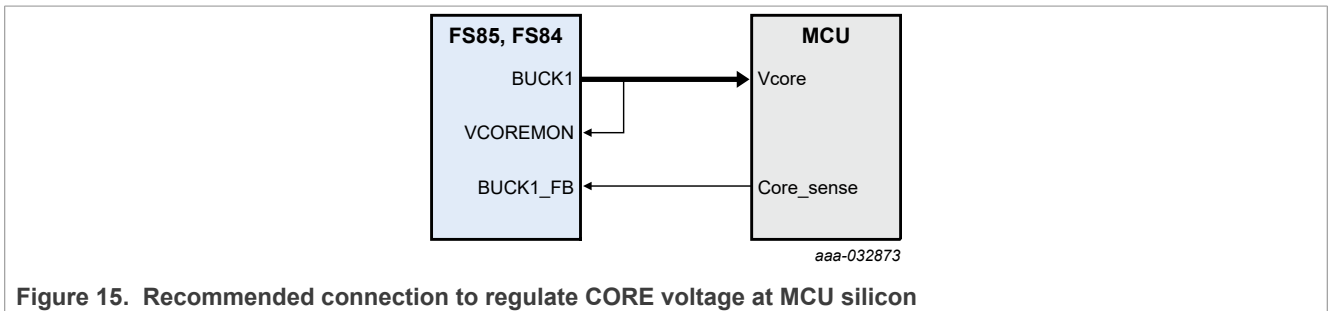 FS85, FS84
MCU
BUCK1
Vcore
VCOREMON
BUCK1_FB
Core_sense
aaa-032873
Figure 15. Recommended connection to regulate CORE voltage at MCU silicon